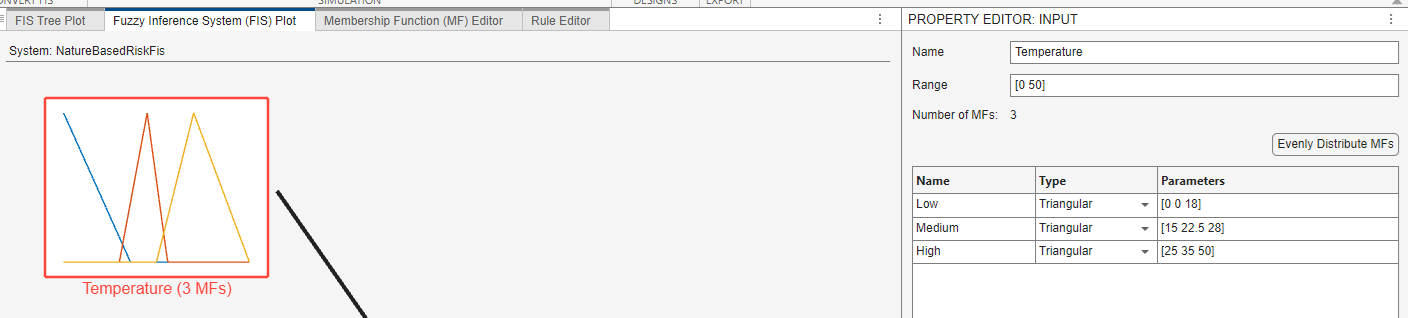 SIMULATION
DESIGNS
EXPORT
FIS Tree Plot
Fuzzy Inference System (FIS) Plot
Membership Function (MF) Editor
Rule Editor
System: NatureBasedRiskFis
Temperature (3 MFs)
PROPERTY EDITOR: INPUT
Name Temperature
Range [0 50]
Number of MFs: 3
Evenly Distribute MFs
Name Type Parameters
Low Triangular [0 0 18]
Medium Triangular [15 22.5 28]
High Triangular [25 35 50]